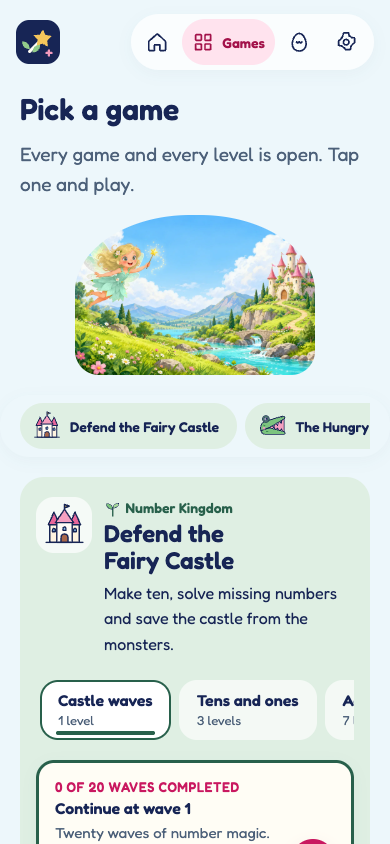 Games
Pick a game
Every game and every level is open. Tap
one and play.
Defend the Fairy Castle
The Hungry
Number Kingdom
Defend the
Fairy Castle
Make ten, solve missing numbers
and save the castle from the
monsters.
Castle waves
1 level
Tens and ones
3 levels
A
7 l
0 OF 20 WAVES COMPLETED
Continue at wave 1
Twenty waves of number magic.